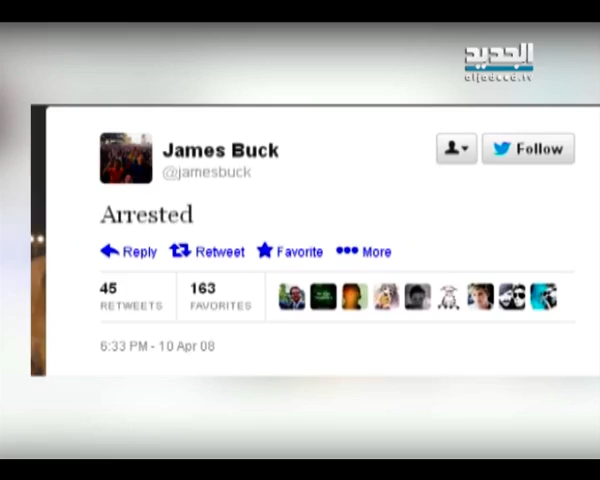 الجديد
aljadeed.tv
James Buck
@jamesbuck
Follow
Arrested
Reply Retweet Favorite More
45 163
RETWEETS FAVORITES
6:33 PM - 10 Apr 08